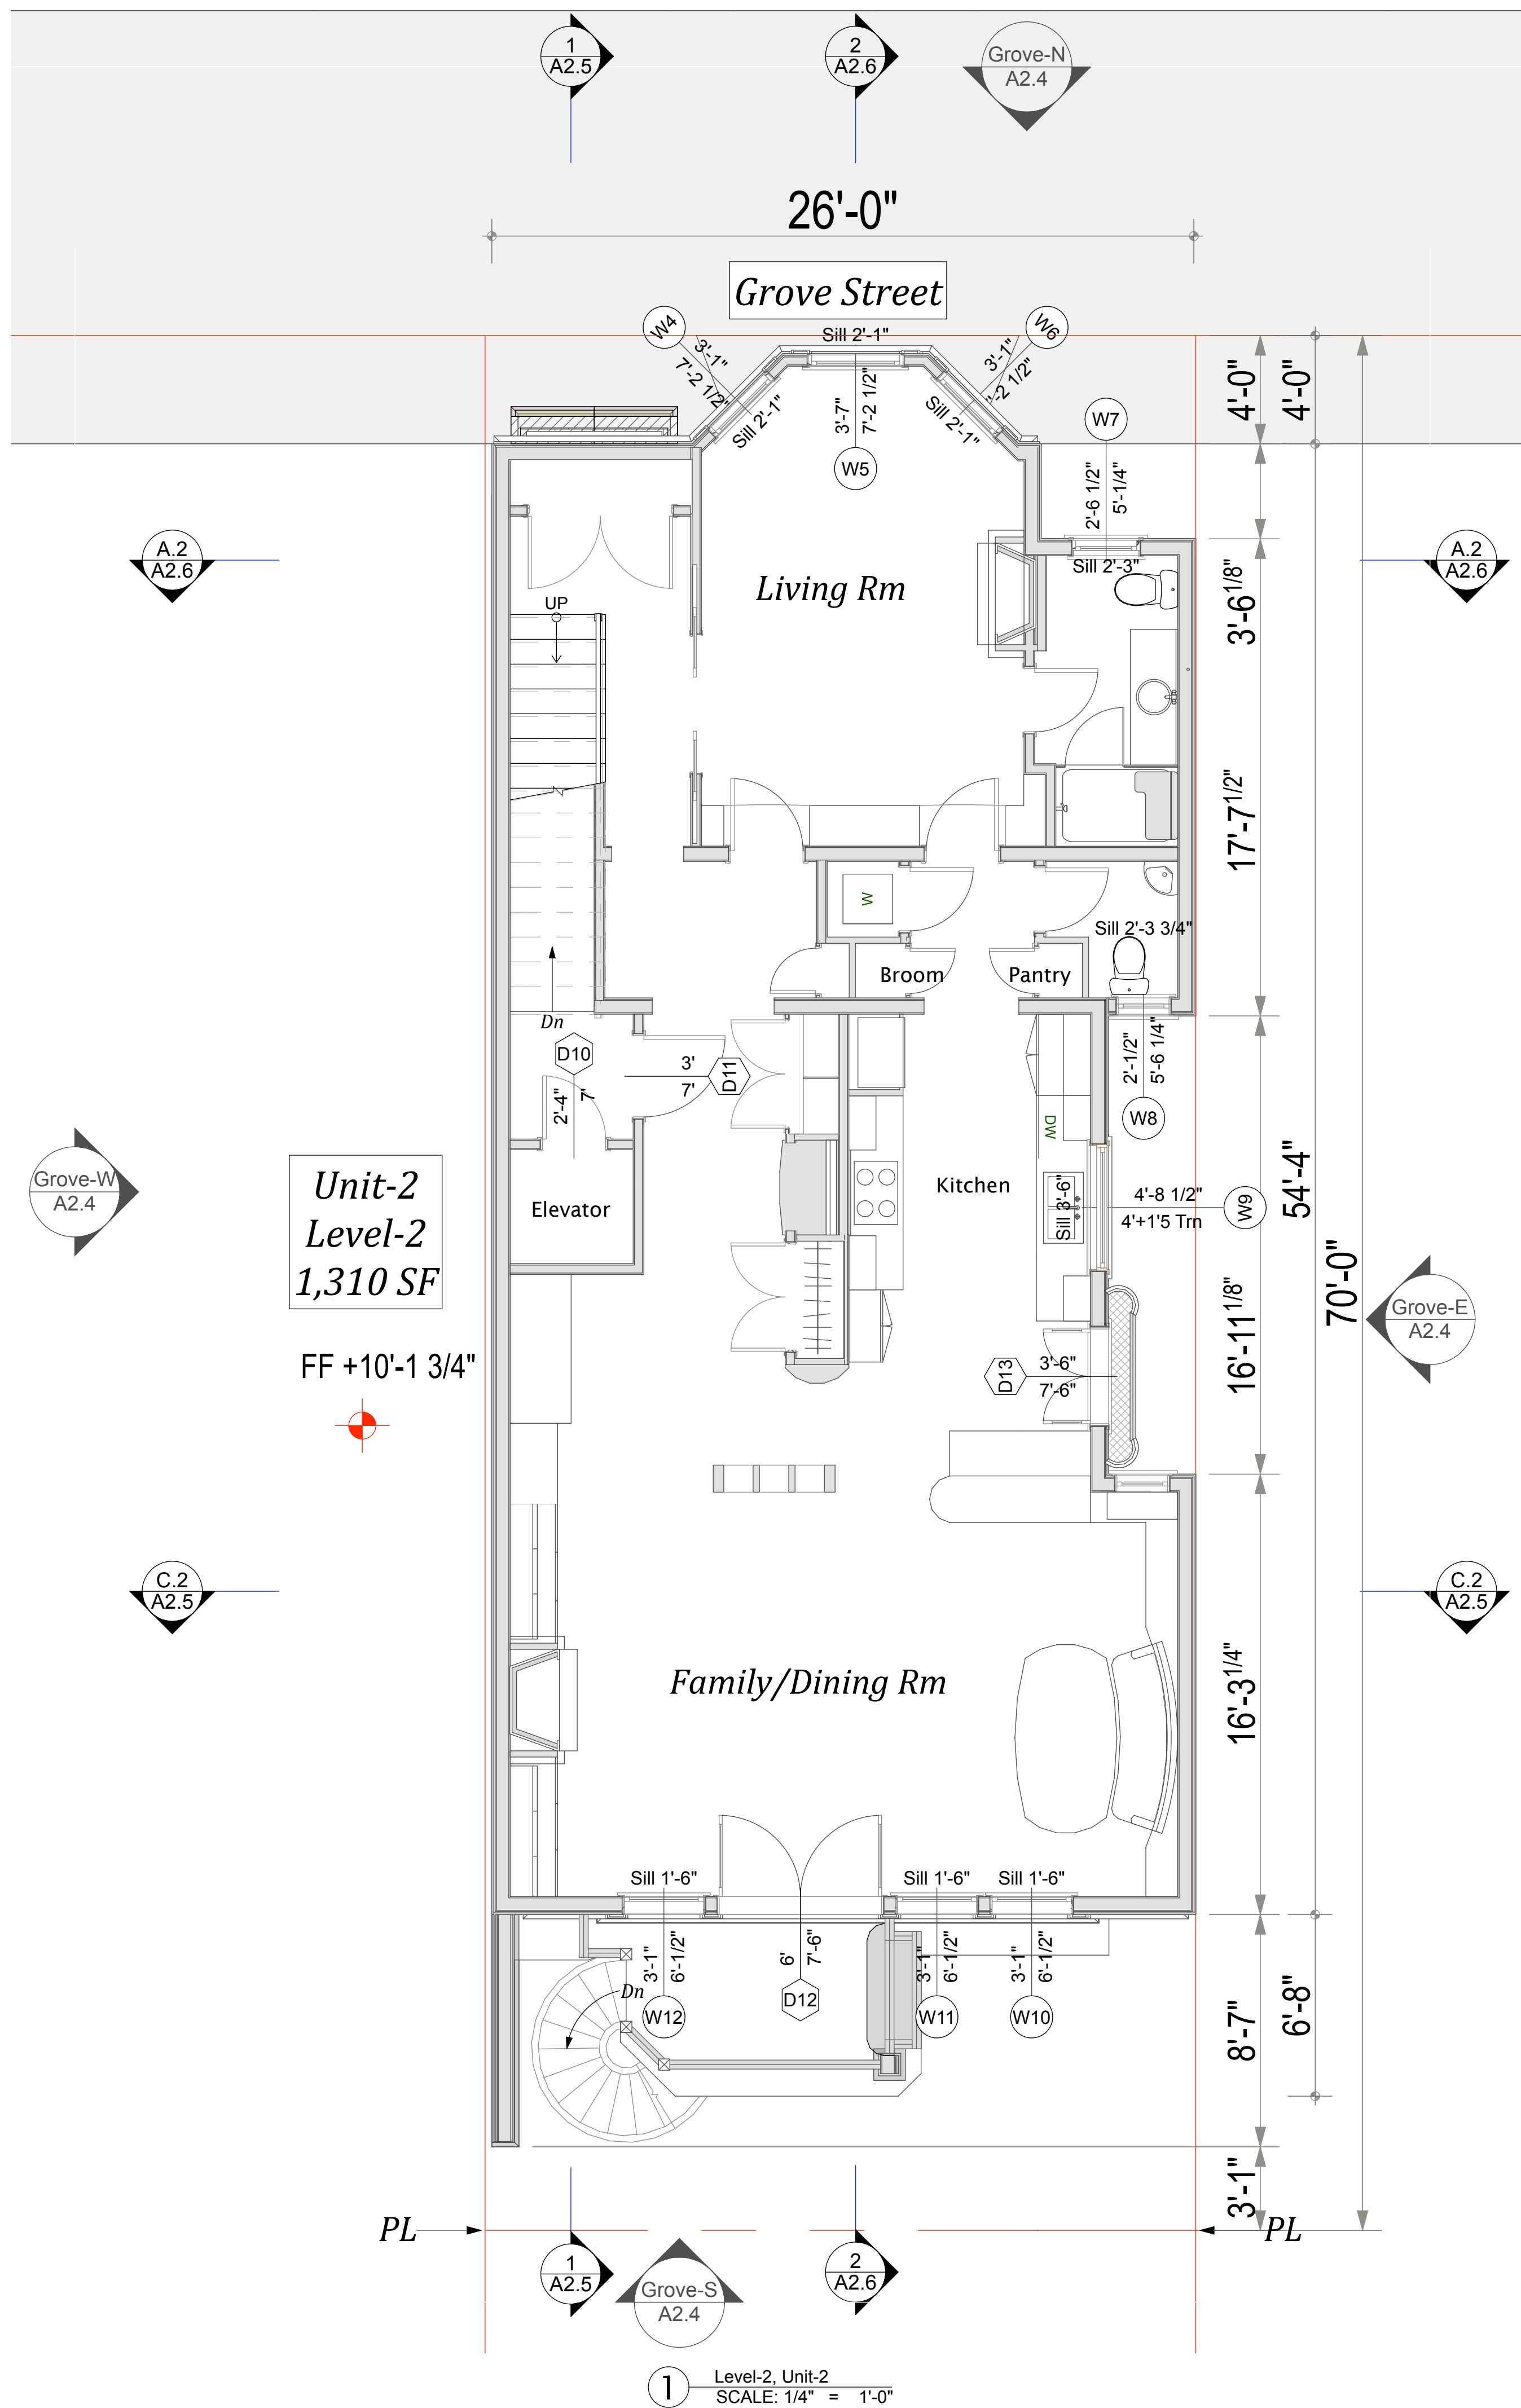 1
A2.5
2
A2.6
Grove-N
A2.4
26'-0"
Grove Street
W4
3'-1"
7'-2 1/2"
Sill 2'-1"
Sill 2'-1"
3'-7"
7'-2 1/2"
W5
W6
3'-1"
Sill 2'-1"
4'-0"
4'-0"
W7
2'-6 1/2"
5'-1/4"
Sill 2'-3"
A.2
A2.6
A.2
A2.6
Living Rm
UP
3'-6 1/8"
17'-7 1/2"
W
Sill 2'-3 3/4"
Broom
Pantry
Dn
D10
2'-4"
7'
3'
7'
D11
2'-1/2"
5'-6 1/4"
W8
DW
Kitchen
Sill 3'-6"
4'-8 1/2"
4'+1'5 Trn
W9
54'-4"
70'-0"
Grove-W
A2.4
Unit-2
Level-2
1,310 SF
Elevator
FF +10'-1 3/4"
Grove-E
A2.4
16'-11 1/8"
D13
3'-6"
7'-6"
C.2
A2.5
C.2
A2.5
Family/Dining Rm
16'-3 1/4"
Sill 1'-6"
Sill 1'-6"
Sill 1'-6"
3'-1"
6'-1/2"
W12
Dn
6'
7'-6"
D12
3'-1"
6'-1/2"
W11
3'-1"
6'-1/2"
W10
8'-7"
6'-8"
3'-1"
PL
PL
1
A2.5
Grove-S
A2.4
2
A2.6
1
Level-2, Unit-2
SCALE: 1/4" = 1'-0"